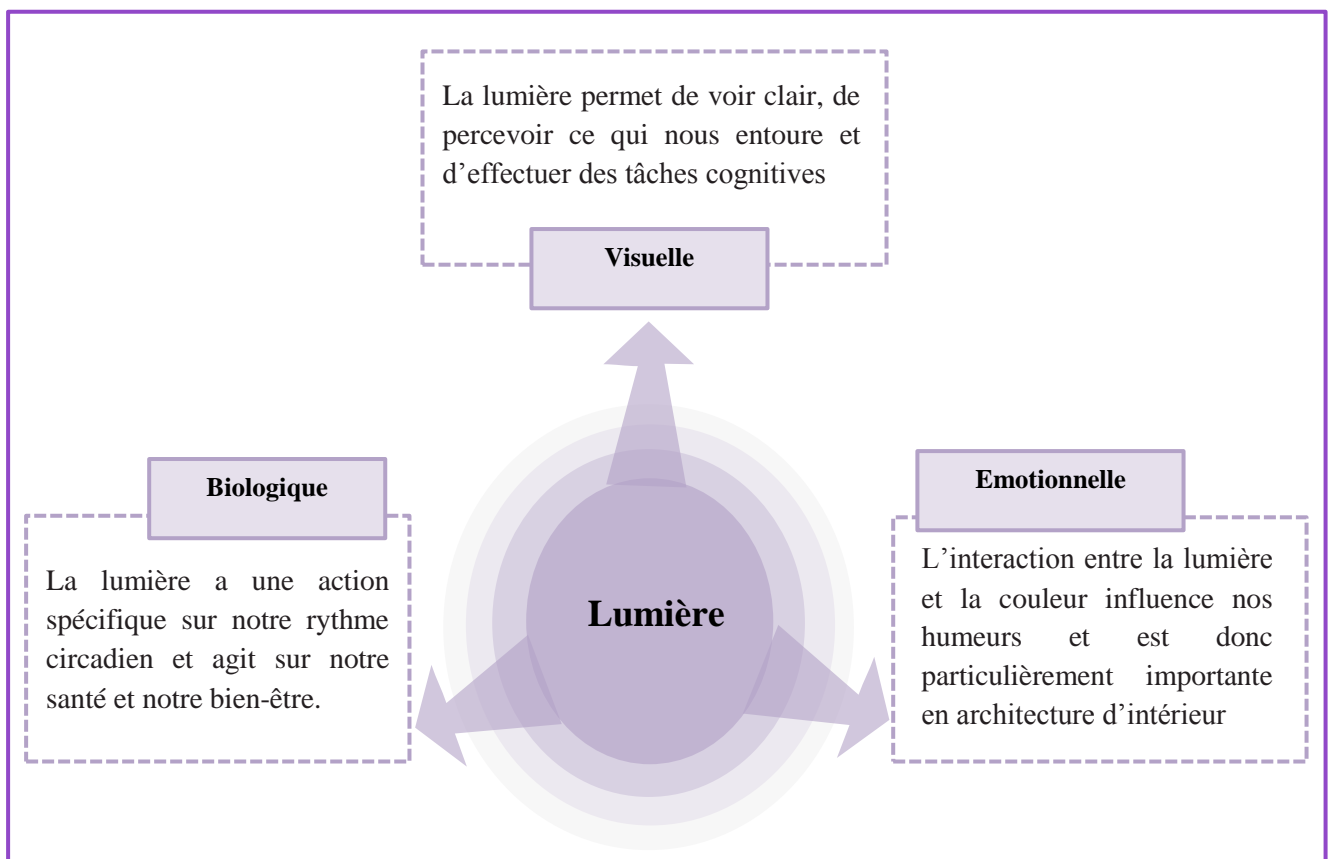 La lumière permet de voir clair, de
percevoir ce qui nous entoure et
d’effectuer des tâches cognitives
Visuelle
Biologique
La lumière a une action
spécifique sur notre rythme
circadien et agit sur notre
santé et notre bien-être.
Lumière
Emotionnelle
L’interaction entre la lumière
et la couleur influence nos
humeurs et est donc
particulièrement importante
en architecture d’intérieur